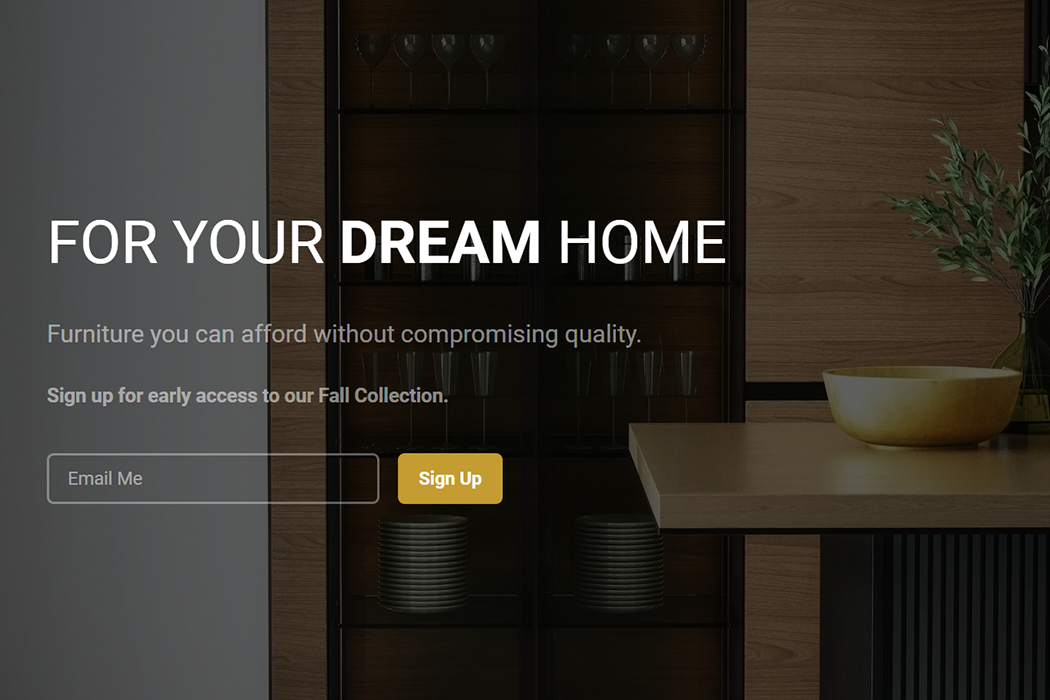 FOR YOUR DREAM HOME
Furniture you can afford without compromising quality.
Sign up for early access to our Fall Collection.
Email Me
Sign Up